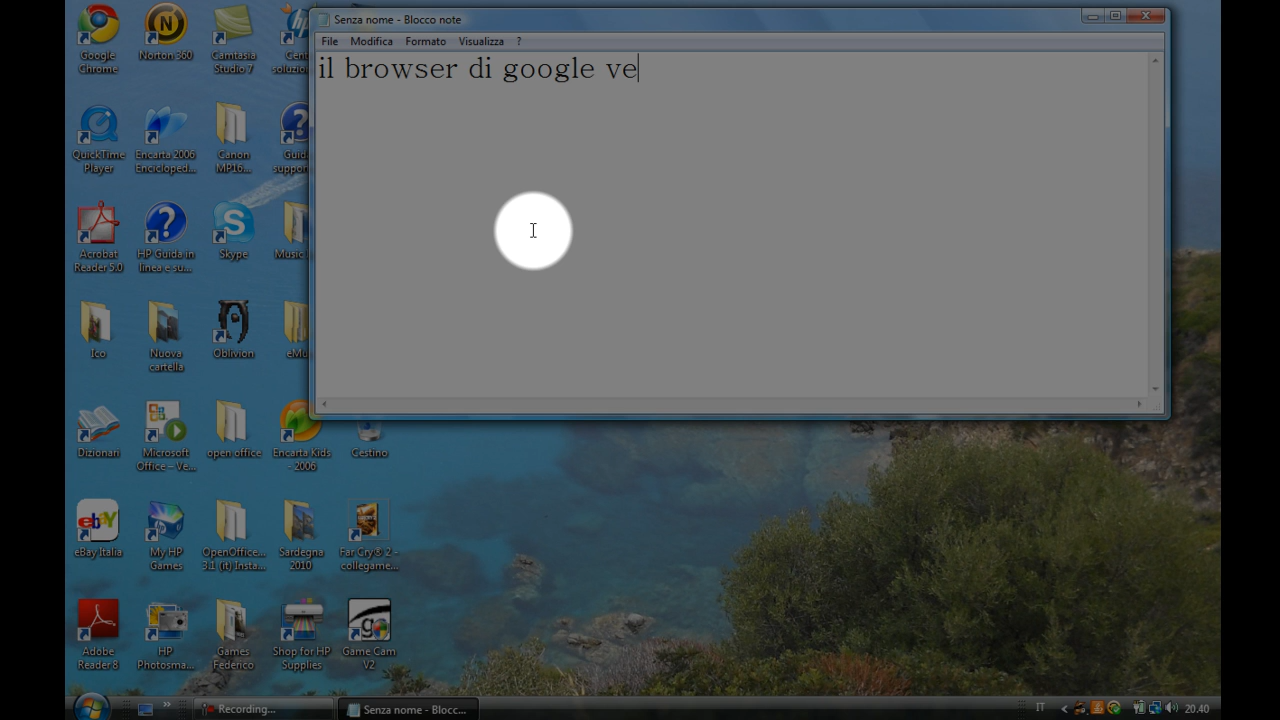 Senza nome - Blocco note
File Modifica Formato Visualizza ?
il browser di google ve
Google Chrome
Norton 360
Camtasia Studio 7
QuickTime Player
Encarta 2006 Encicloped...
Canon MP16...
Acrobat Reader 5.0
HP Guida in linea e su...
Skype
Music
Ico
Nuova cartella
Oblivion
eMu
Dizionari
Microsoft Office – Ve...
open office
Encarta Kids - 2006
Cestino
eBay Italia
My HP Games
OpenOffice... 3.1 (it) Insta...
Sardegna 2010
Far Cry® 2 - collegame...
Adobe Reader 8
HP Photosma...
Games Federico
Shop for HP Supplies
Game Cam V2
Recording...
Senza nome - Blocc...
IT
20.40